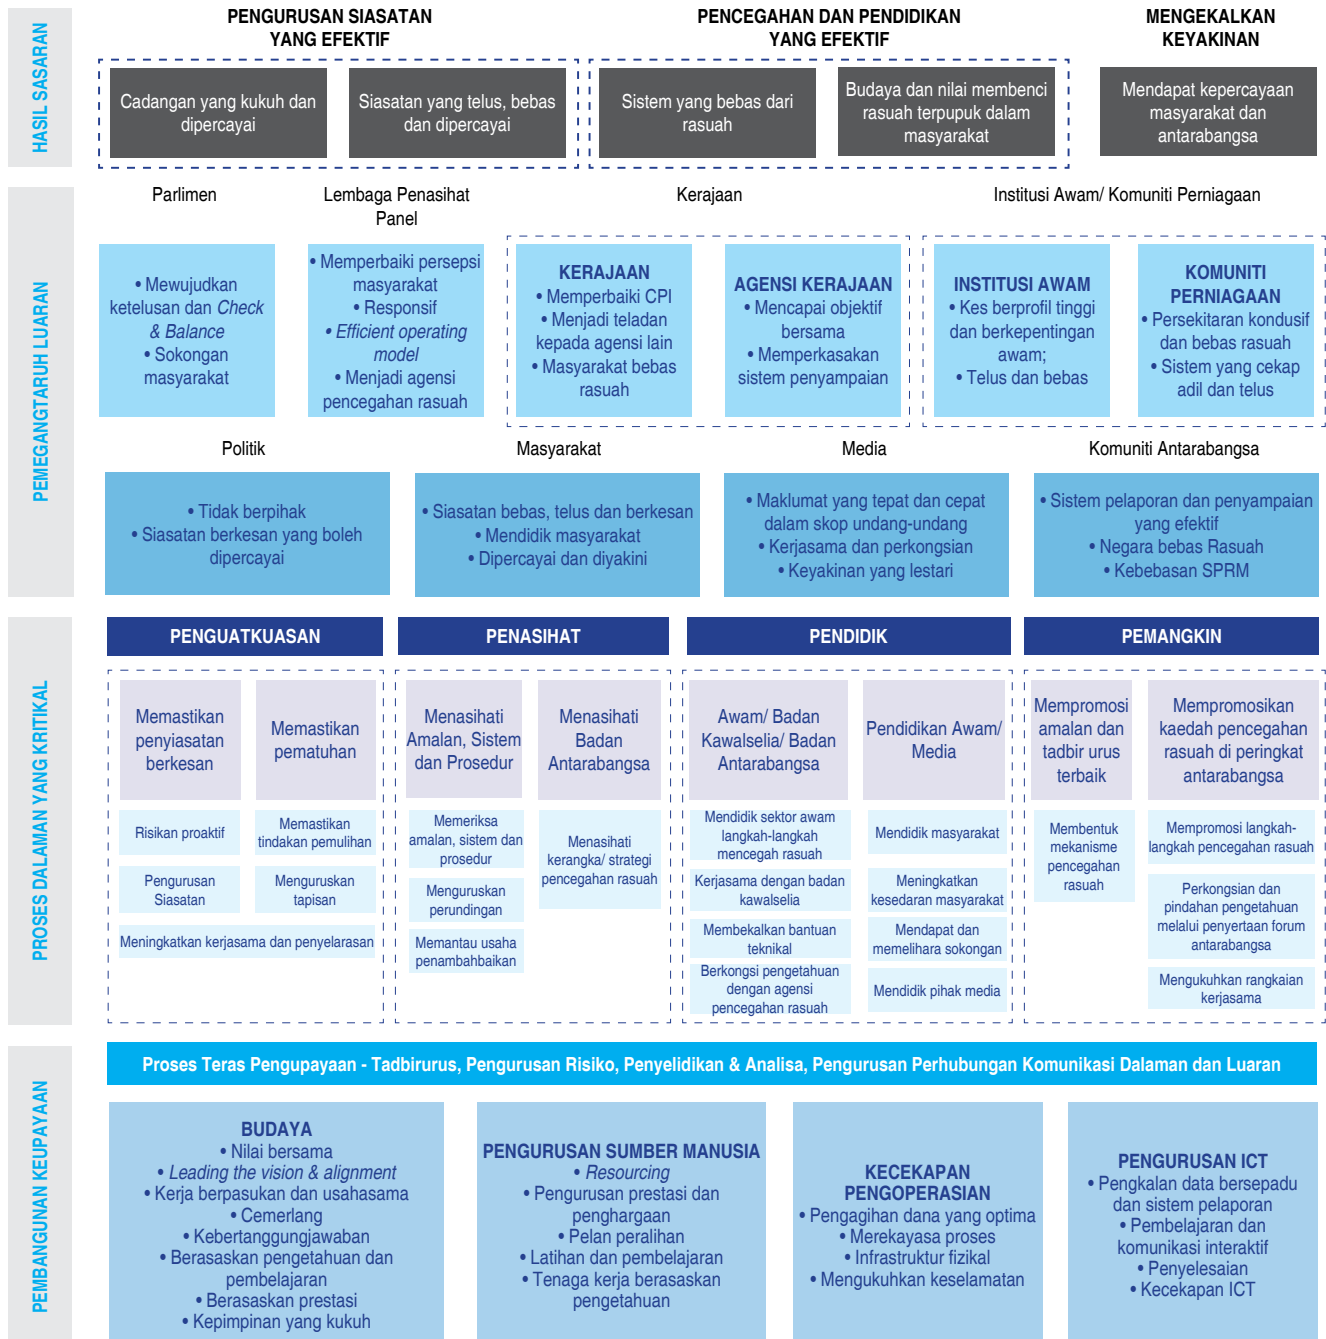 HASIL SASARAN
PENGURUSAN SIASATAN
YANG EFEKTIF
PENCEGAHAN DAN PENDIDIKAN
YANG EFEKTIF
MENGEKALKAN
KEYAKINAN
Cadangan yang kukuh dan
dipercayai
Siasatan yang telus, bebas
dan dipercayai
Sistem yang bebas dari
rasuah
Budaya dan nilai membenci
rasuah terpupuk dalam
masyarakat
Mendapat kepercayaan
masyarakat dan
antarabangsa
PEMEGANGTARUH LUARAN
Parlimen
Lembaga Penasihat
Panel
Kerajaan
Institusi Awam/ Komuniti Perniagaan
• Mewujudkan
ketelusan dan Check
& Balance
• Sokongan
masyarakat
• Memperbaiki persepsi
masyarakat
• Responsif
• Efficient operating
model
• Menjadi agensi
pencegahan rasuah
KERAJAAN
• Memperbaiki CPI
• Menjadi teladan
kepada agensi lain
• Masyarakat bebas
rasuah
AGENSI KERAJAAN
• Mencapai objektif
bersama
• Memperkasakan
sistem penyampaian
INSTITUSI AWAM
• Kes berprofil tinggi
dan berkepentingan
awam;
• Telus dan bebas
KOMUNITI
PERNIAGAAN
• Persekitaran kondusif
dan bebas rasuah
• Sistem yang cekap
adil dan telus
Politik
Masyarakat
Media
Komuniti Antarabangsa
• Tidak berpihak
• Siasatan berkesan yang boleh
dipercayai
• Siasatan bebas, telus dan berkesan
• Mendidik masyarakat
• Dipercayai dan diyakini
• Maklumat yang tepat dan cepat
dalam skop undang-undang
• Kerjasama dan perkongsian
• Keyakinan yang lestari
• Sistem pelaporan dan penyampaian
yang efektif
• Negara bebas Rasuah
• Kebebasan SPRM
PROSES DALAMAN YANG KRITIKAL
PENGUATKUASAN
PENASIHAT
PENDIDIK
PEMANGKIN
Memastikan
penyiasatan
berkesan
Memastikan
pematuhan
Menasihati
Amalan, Sistem
dan Prosedur
Menasihati
Badan
Antarabangsa
Awam/ Badan
Kawalselia/ Badan
Antarabangsa
Pendidikan Awam/
Media
Mempromosi
amalan dan
tadbir urus
terbaik
Mempromosikan
kaedah pencegahan
rasuah di peringkat
antarabangsa
Risikan proaktif
Memastikan
tindakan pemulihan
Pengurusan
Siasatan
Menguruskan
tapisan
Meningkatkan kerjasama dan penyelarasan
Memeriksa
amalan, sistem dan
prosedur
Menguruskan
perundingan
Memantau usaha
penambahbaikan
Menasihati
kerangka/ strategi
pencegahan rasuah
Mendidik sektor awam
langkah-langkah
mencegah rasuah
Kerjasama dengan badan
kawalselia
Membekalkan bantuan
teknikal
Berkongsi pengetahuan
dengan agensi
pencegahan rasuah
Mendidik masyarakat
Meningkatkan
kesedaran masyarakat
Mendapat dan
memelihara sokongan
Mendidik pihak media
Membentuk
mekanisme
pencegahan
rasuah
Mempromosi langkah-
langkah pencegahan rasuah
Perkongsian dan
pindahan pengetahuan
melalui penyertaan forum
antarabangsa
Mengukuhkan rangkaian
kerjasama
PEMBANGUNAN KEUPAYAAN
Proses Teras Pengupayaan - Tadbirurus, Pengurusan Risiko, Penyelidikan & Analisa, Pengurusan Perhubungan Komunikasi Dalaman dan Luaran
BUDAYA
• Nilai bersama
• Leading the vision & alignment
• Kerja berpasukan dan usahasama
• Cemerlang
• Kebertanggungjawaban
• Berasaskan pengetahuan dan
pembelajaran
• Berasaskan prestasi
• Kepimpinan yang kukuh
PENGURUSAN SUMBER MANUSIA
• Resourcing
• Pengurusan prestasi dan
penghargaan
• Pelan peralihan
• Latihan dan pembelajaran
• Tenaga kerja berasaskan
pengetahuan
KECEKAPAN
PENGOPERASIAN
• Pengagihan dana yang optima
• Merekayasa proses
• Infrastruktur fizikal
• Mengukuhkan keselamatan
PENGURUSAN ICT
• Pengkalan data bersepadu
dan sistem pelaporan
• Pembelajaran dan
komunikasi interaktif
• Penyelesaian
• Kecekapan ICT